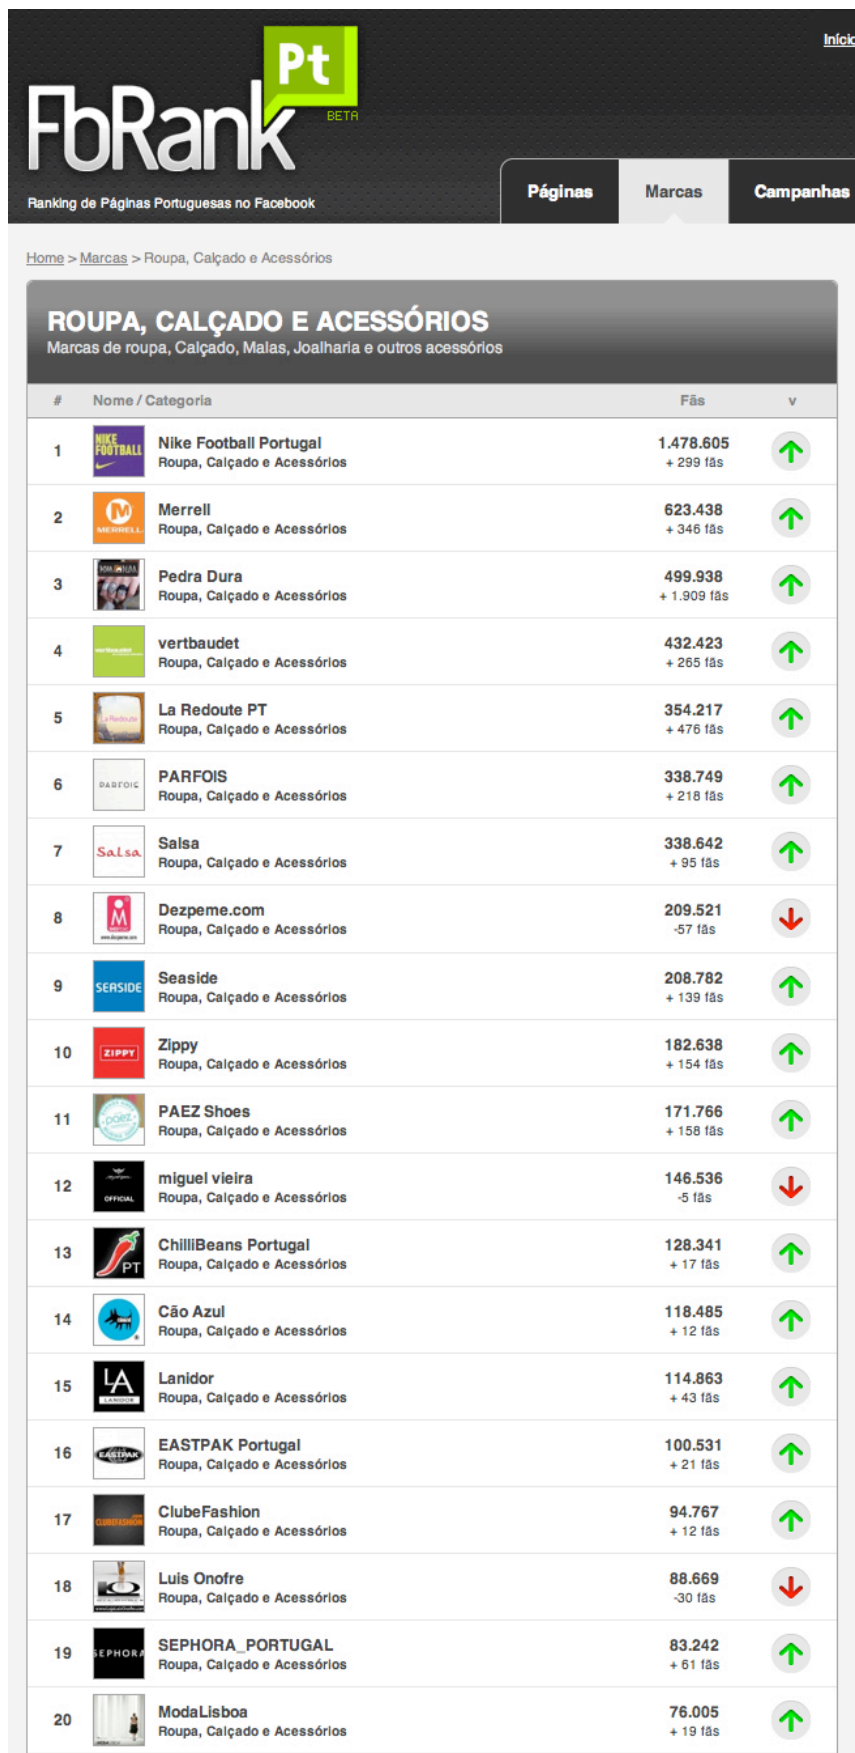 Início
Pt
FbRank
BETA
Ranking de Páginas Portuguesas no Facebook
Páginas
Marcas
Campanhas
Home > Marcas > Roupa, Calçado e Acessórios
ROUPA, CALÇADO E ACESSÓRIOS
Marcas de roupa, Calçado, Malas, Joalharia e outros acessórios
# Nome / Categoria Fãs v
NIKE FOOTBALL
1 Nike Football Portugal 1.478.605
Roupa, Calçado e Acessórios + 299 fãs
MERRELL
2 Merrell 623.438
Roupa, Calçado e Acessórios + 346 fãs
3 Pedra Dura 499.938
Roupa, Calçado e Acessórios + 1.909 fãs
vertbaudet
4 vertbaudet 432.423
Roupa, Calçado e Acessórios + 265 fãs
La Redoute
5 La Redoute PT 354.217
Roupa, Calçado e Acessórios + 476 fãs
PARFOIS
6 PARFOIS 338.749
Roupa, Calçado e Acessórios + 218 fãs
Salsa
7 Salsa 338.642
Roupa, Calçado e Acessórios + 95 fãs
8 Dezpeme.com 209.521
Roupa, Calçado e Acessórios -57 fãs
SEASIDE
9 Seaside 208.782
Roupa, Calçado e Acessórios + 139 fãs
ZIPPY
10 Zippy 182.638
Roupa, Calçado e Acessórios + 154 fãs
paez
11 PAEZ Shoes 171.766
Roupa, Calçado e Acessórios + 158 fãs
OFFICIAL
12 miguel vieira 146.536
Roupa, Calçado e Acessórios -5 fãs
PT
13 ChilliBeans Portugal 128.341
Roupa, Calçado e Acessórios + 17 fãs
14 Cão Azul 118.485
Roupa, Calçado e Acessórios + 12 fãs
LA
LANIDOR
15 Lanidor 114.863
Roupa, Calçado e Acessórios + 43 fãs
EASTPAK
16 EASTPAK Portugal 100.531
Roupa, Calçado e Acessórios + 21 fãs
CLUBEFASHION
17 ClubeFashion 94.767
Roupa, Calçado e Acessórios + 12 fãs
LO
18 Luis Onofre 88.669
Roupa, Calçado e Acessórios -30 fãs
SEPHORA
19 SEPHORA_PORTUGAL 83.242
Roupa, Calçado e Acessórios + 61 fãs
20 ModaLisboa 76.005
Roupa, Calçado e Acessórios + 19 fãs